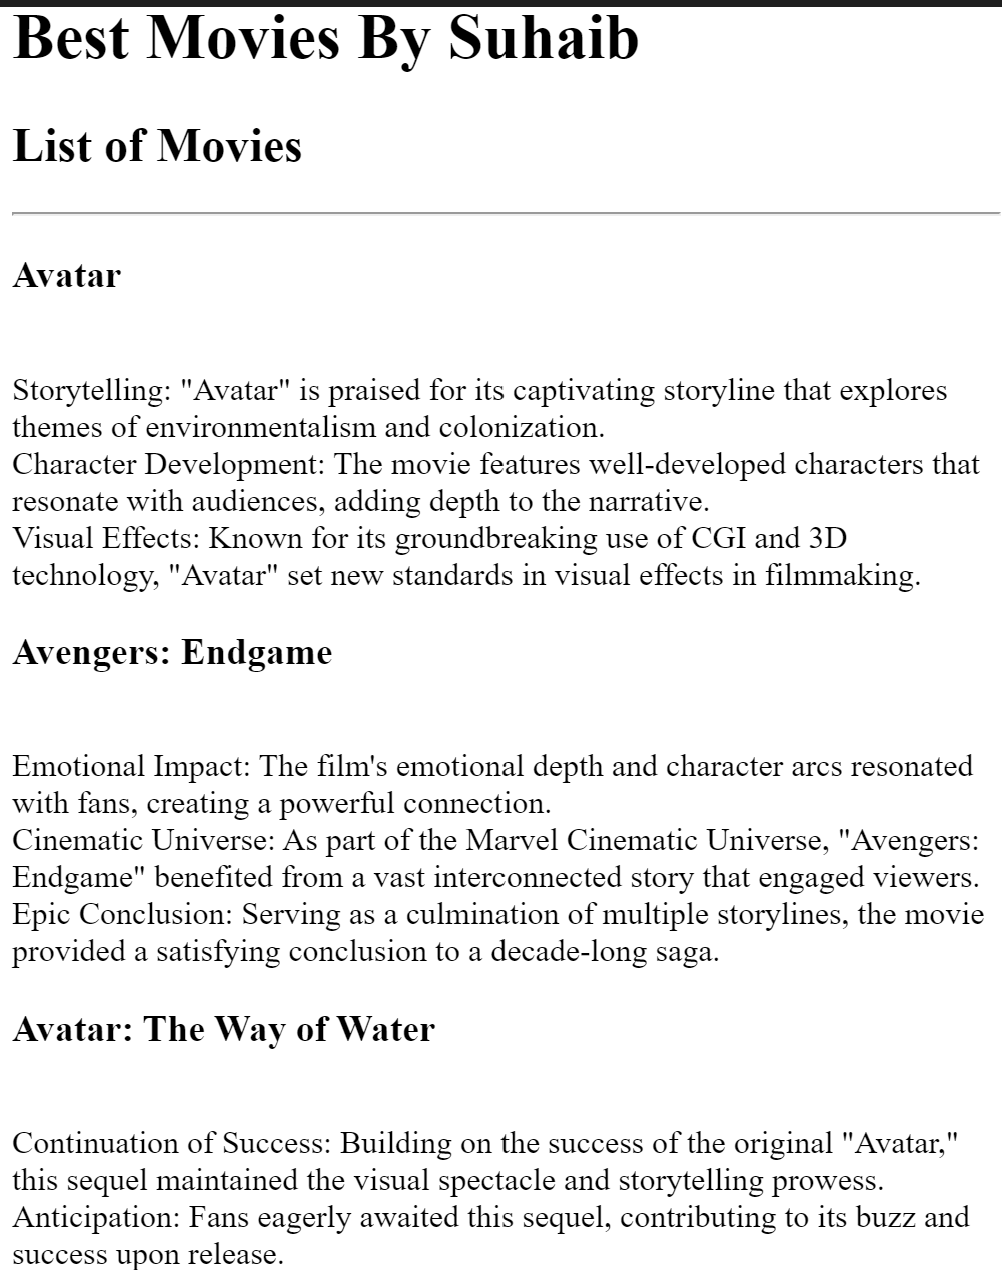 Best Movies By Suhaib
List of Movies
Avatar
Storytelling: "Avatar" is praised for its captivating storyline that explores
themes of environmentalism and colonization.
Character Development: The movie features well-developed characters that
resonate with audiences, adding depth to the narrative.
Visual Effects: Known for its groundbreaking use of CGI and 3D
technology, "Avatar" set new standards in visual effects in filmmaking.
Avengers: Endgame
Emotional Impact: The film's emotional depth and character arcs resonated
with fans, creating a powerful connection.
Cinematic Universe: As part of the Marvel Cinematic Universe, "Avengers:
Endgame" benefited from a vast interconnected story that engaged viewers.
Epic Conclusion: Serving as a culmination of multiple storylines, the movie
provided a satisfying conclusion to a decade-long saga.
Avatar: The Way of Water
Continuation of Success: Building on the success of the original "Avatar,"
this sequel maintained the visual spectacle and storytelling prowess.
Anticipation: Fans eagerly awaited this sequel, contributing to its buzz and
success upon release.